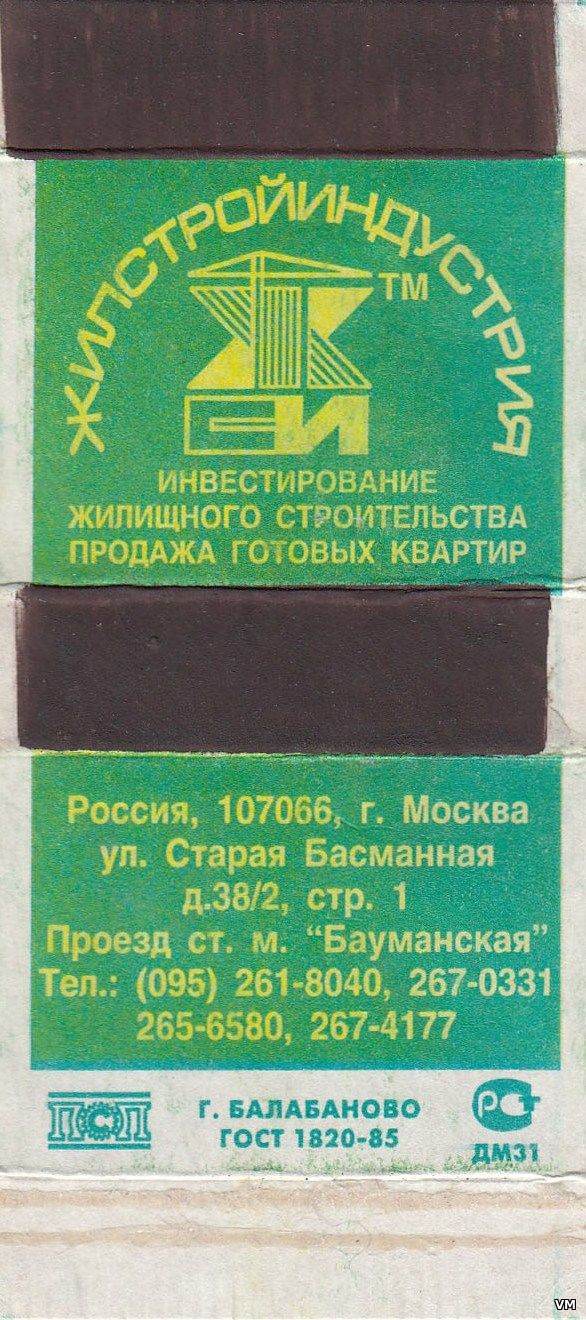 ЖИЛСТРОЙИНДУСТРИЯ
TM
Ж
СИ
ИНВЕСТИРОВАНИЕ
ЖИЛИЩНОГО СТРОИТЕЛЬСТВА
ПРОДАЖА ГОТОВЫХ КВАРТИР
Россия, 107066, г. Москва
ул. Старая Басманная
д.38/2, стр. 1
Проезд ст. м. "Бауманская"
Тел.: (095) 261-8040, 267-0331
265-6580, 267-4177
ПСП
Г. БАЛАБАНОВО
ГОСТ 1820-85
РСТ
ДМ31
VM